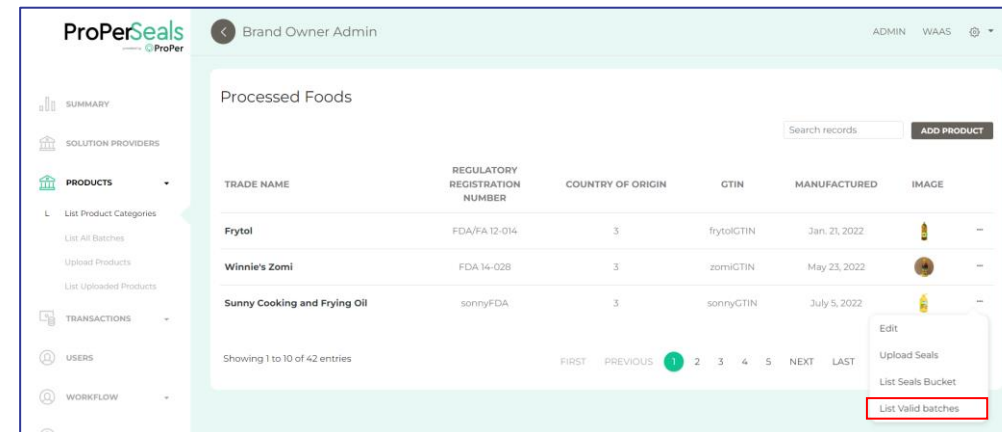 ProPerSeals
ProPer
Brand Owner Admin
ADMIN WAAS
SUMMARY
SOLUTION PROVIDERS
PRODUCTS
L List Product Categories
List All Batches
Upload Products
List Uploaded Products
TRANSACTIONS
USERS
WORKFLOW
Processed Foods
Search records ADD PRODUCT
TRADE NAME REGULATORY REGISTRATION NUMBER COUNTRY OF ORIGIN GTIN MANUFACTURED IMAGE
Frytol FDA/FA 12-014 3 frytolGTIN Jan. 21, 2022
Winnie's Zomi FDA 14-028 3 zomiGTIN May 23, 2022
Sunny Cooking and Frying Oil sonnyFDA 3 sonnyGTIN July 5, 2022
Showing 1 to 10 of 42 entries FIRST PREVIOUS 1 2 3 4 5 NEXT LAST
Edit
Upload Seals
List Seals Bucket
List Valid batches